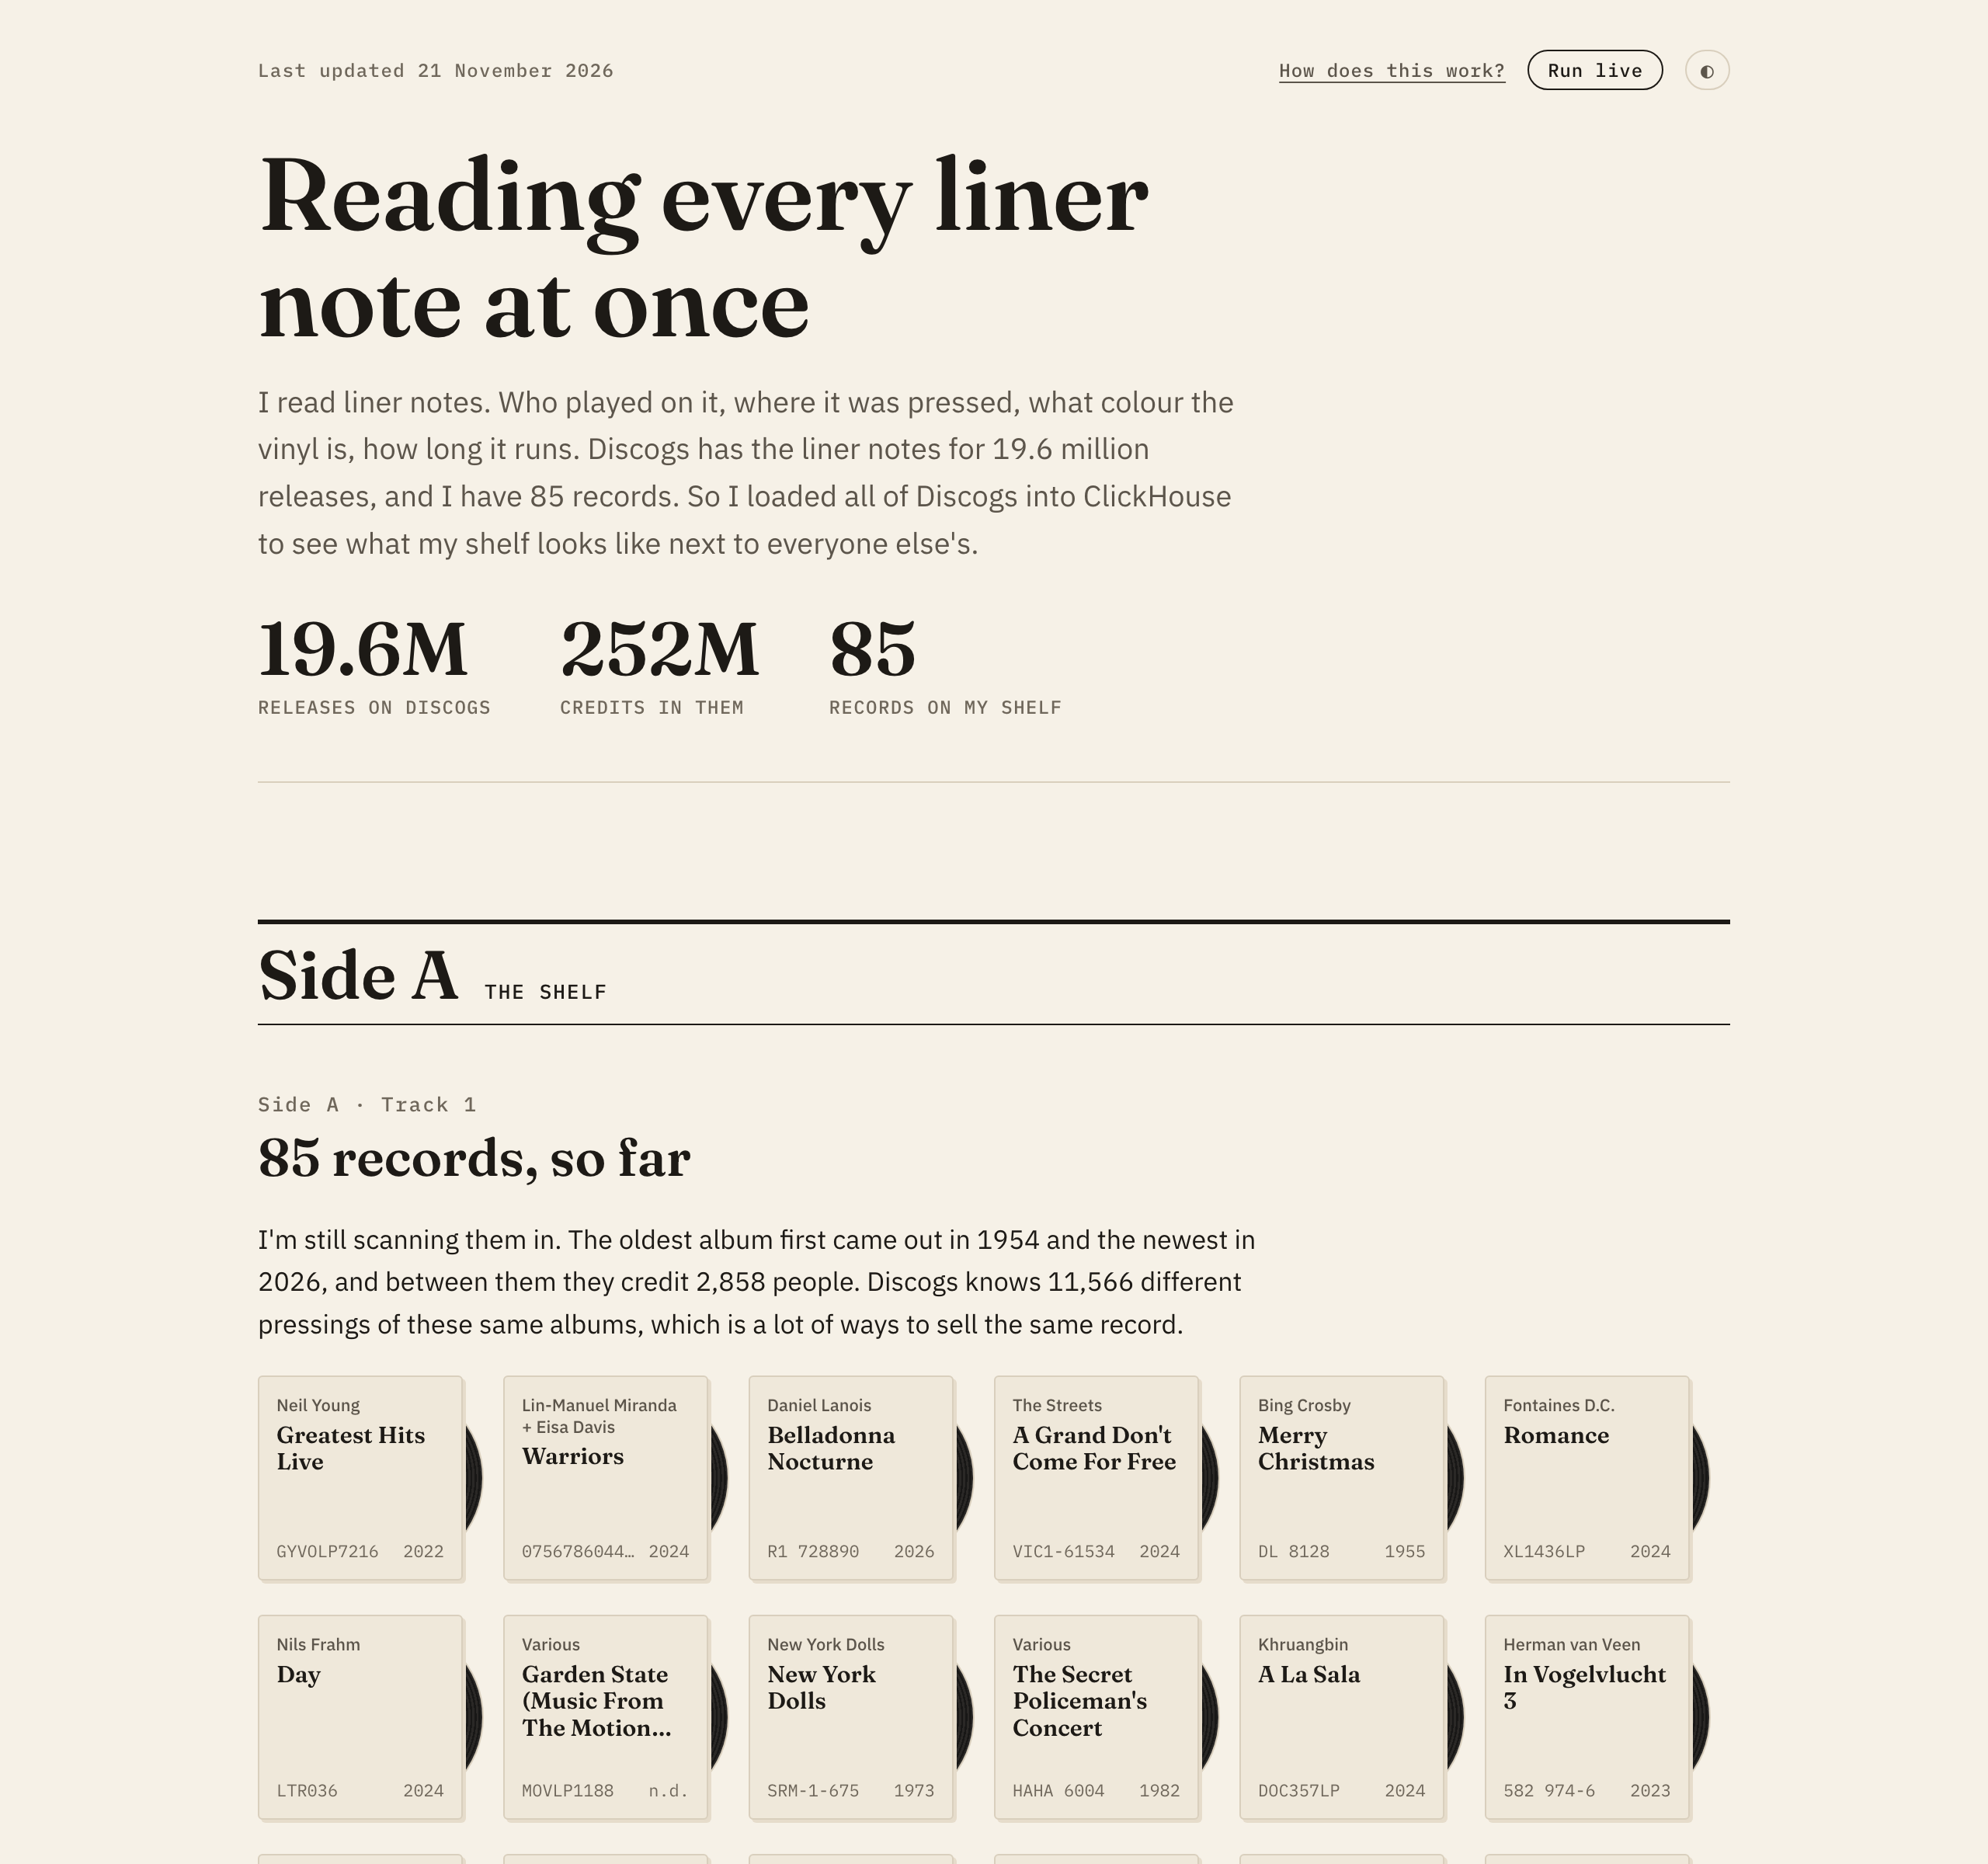 Last updated 21 November 2026
How does this work?
Run live
Reading every liner
note at once
I read liner notes. Who played on it, where it was pressed, what colour the
vinyl is, how long it runs. Discogs has the liner notes for 19.6 million
releases, and I have 85 records. So I loaded all of Discogs into ClickHouse
to see what my shelf looks like next to everyone else's.
19.6M
RELEASES ON DISCOGS
252M
CREDITS IN THEM
85
RECORDS ON MY SHELF
Side A THE SHELF
Side A · Track 1
85 records, so far
I'm still scanning them in. The oldest album first came out in 1954 and the newest in
2026, and between them they credit 2,858 people. Discogs knows 11,566 different
pressings of these same albums, which is a lot of ways to sell the same record.
Neil Young
Greatest Hits
Live
GYVOLP7216 2022
Lin-Manuel Miranda
+ Eisa Davis
Warriors
0756786044… 2024
Daniel Lanois
Belladonna
Nocturne
R1 728890 2026
The Streets
A Grand Don't
Come For Free
VIC1-61534 2024
Bing Crosby
Merry
Christmas
DL 8128 1955
Fontaines D.C.
Romance
XL1436LP 2024
Nils Frahm
Day
LTR036 2024
Various
Garden State
(Music From
The Motion…
MOVLP1188 n.d.
New York Dolls
New York
Dolls
SRM-1-675 1973
Various
The Secret
Policeman's
Concert
HAHA 6004 1982
Khruangbin
A La Sala
DOC357LP 2024
Herman van Veen
In Vogelvlucht
3
582 974-6 2023